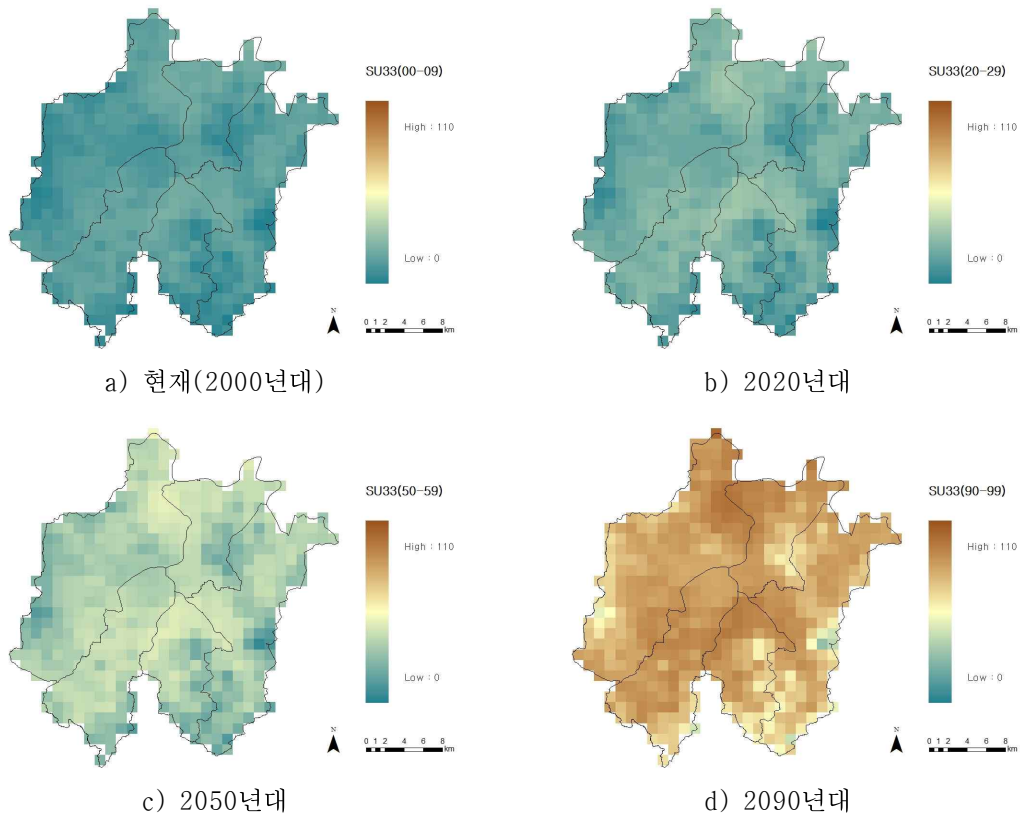 SU33(00-09)
High : 110
Low : 0
N
0 1 2 4 6 8
km
a) 현재(2000년대)
SU33(20-29)
High : 110
Low : 0
N
0 1 2 4 6 8
km
b) 2020년대
SU33(50-59)
High : 110
Low : 0
N
0 1 2 4 6 8
km
c) 2050년대
SU33(90-99)
High : 110
Low : 0
N
0 1 2 4 6 8
km
d) 2090년대